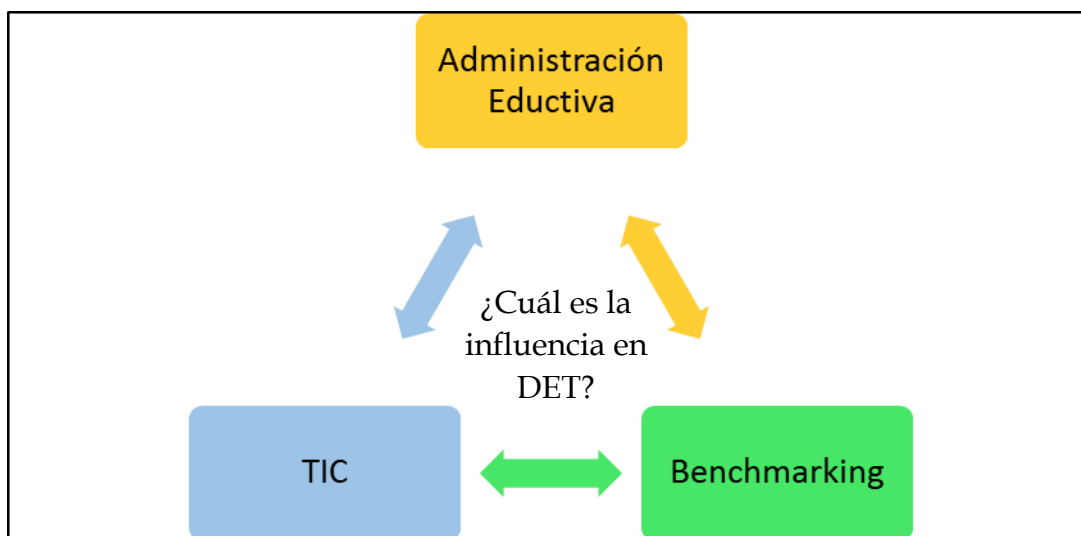 Administración
Eductiva
¿Cuál es la
influencia en
DET?
TIC
Benchmarking